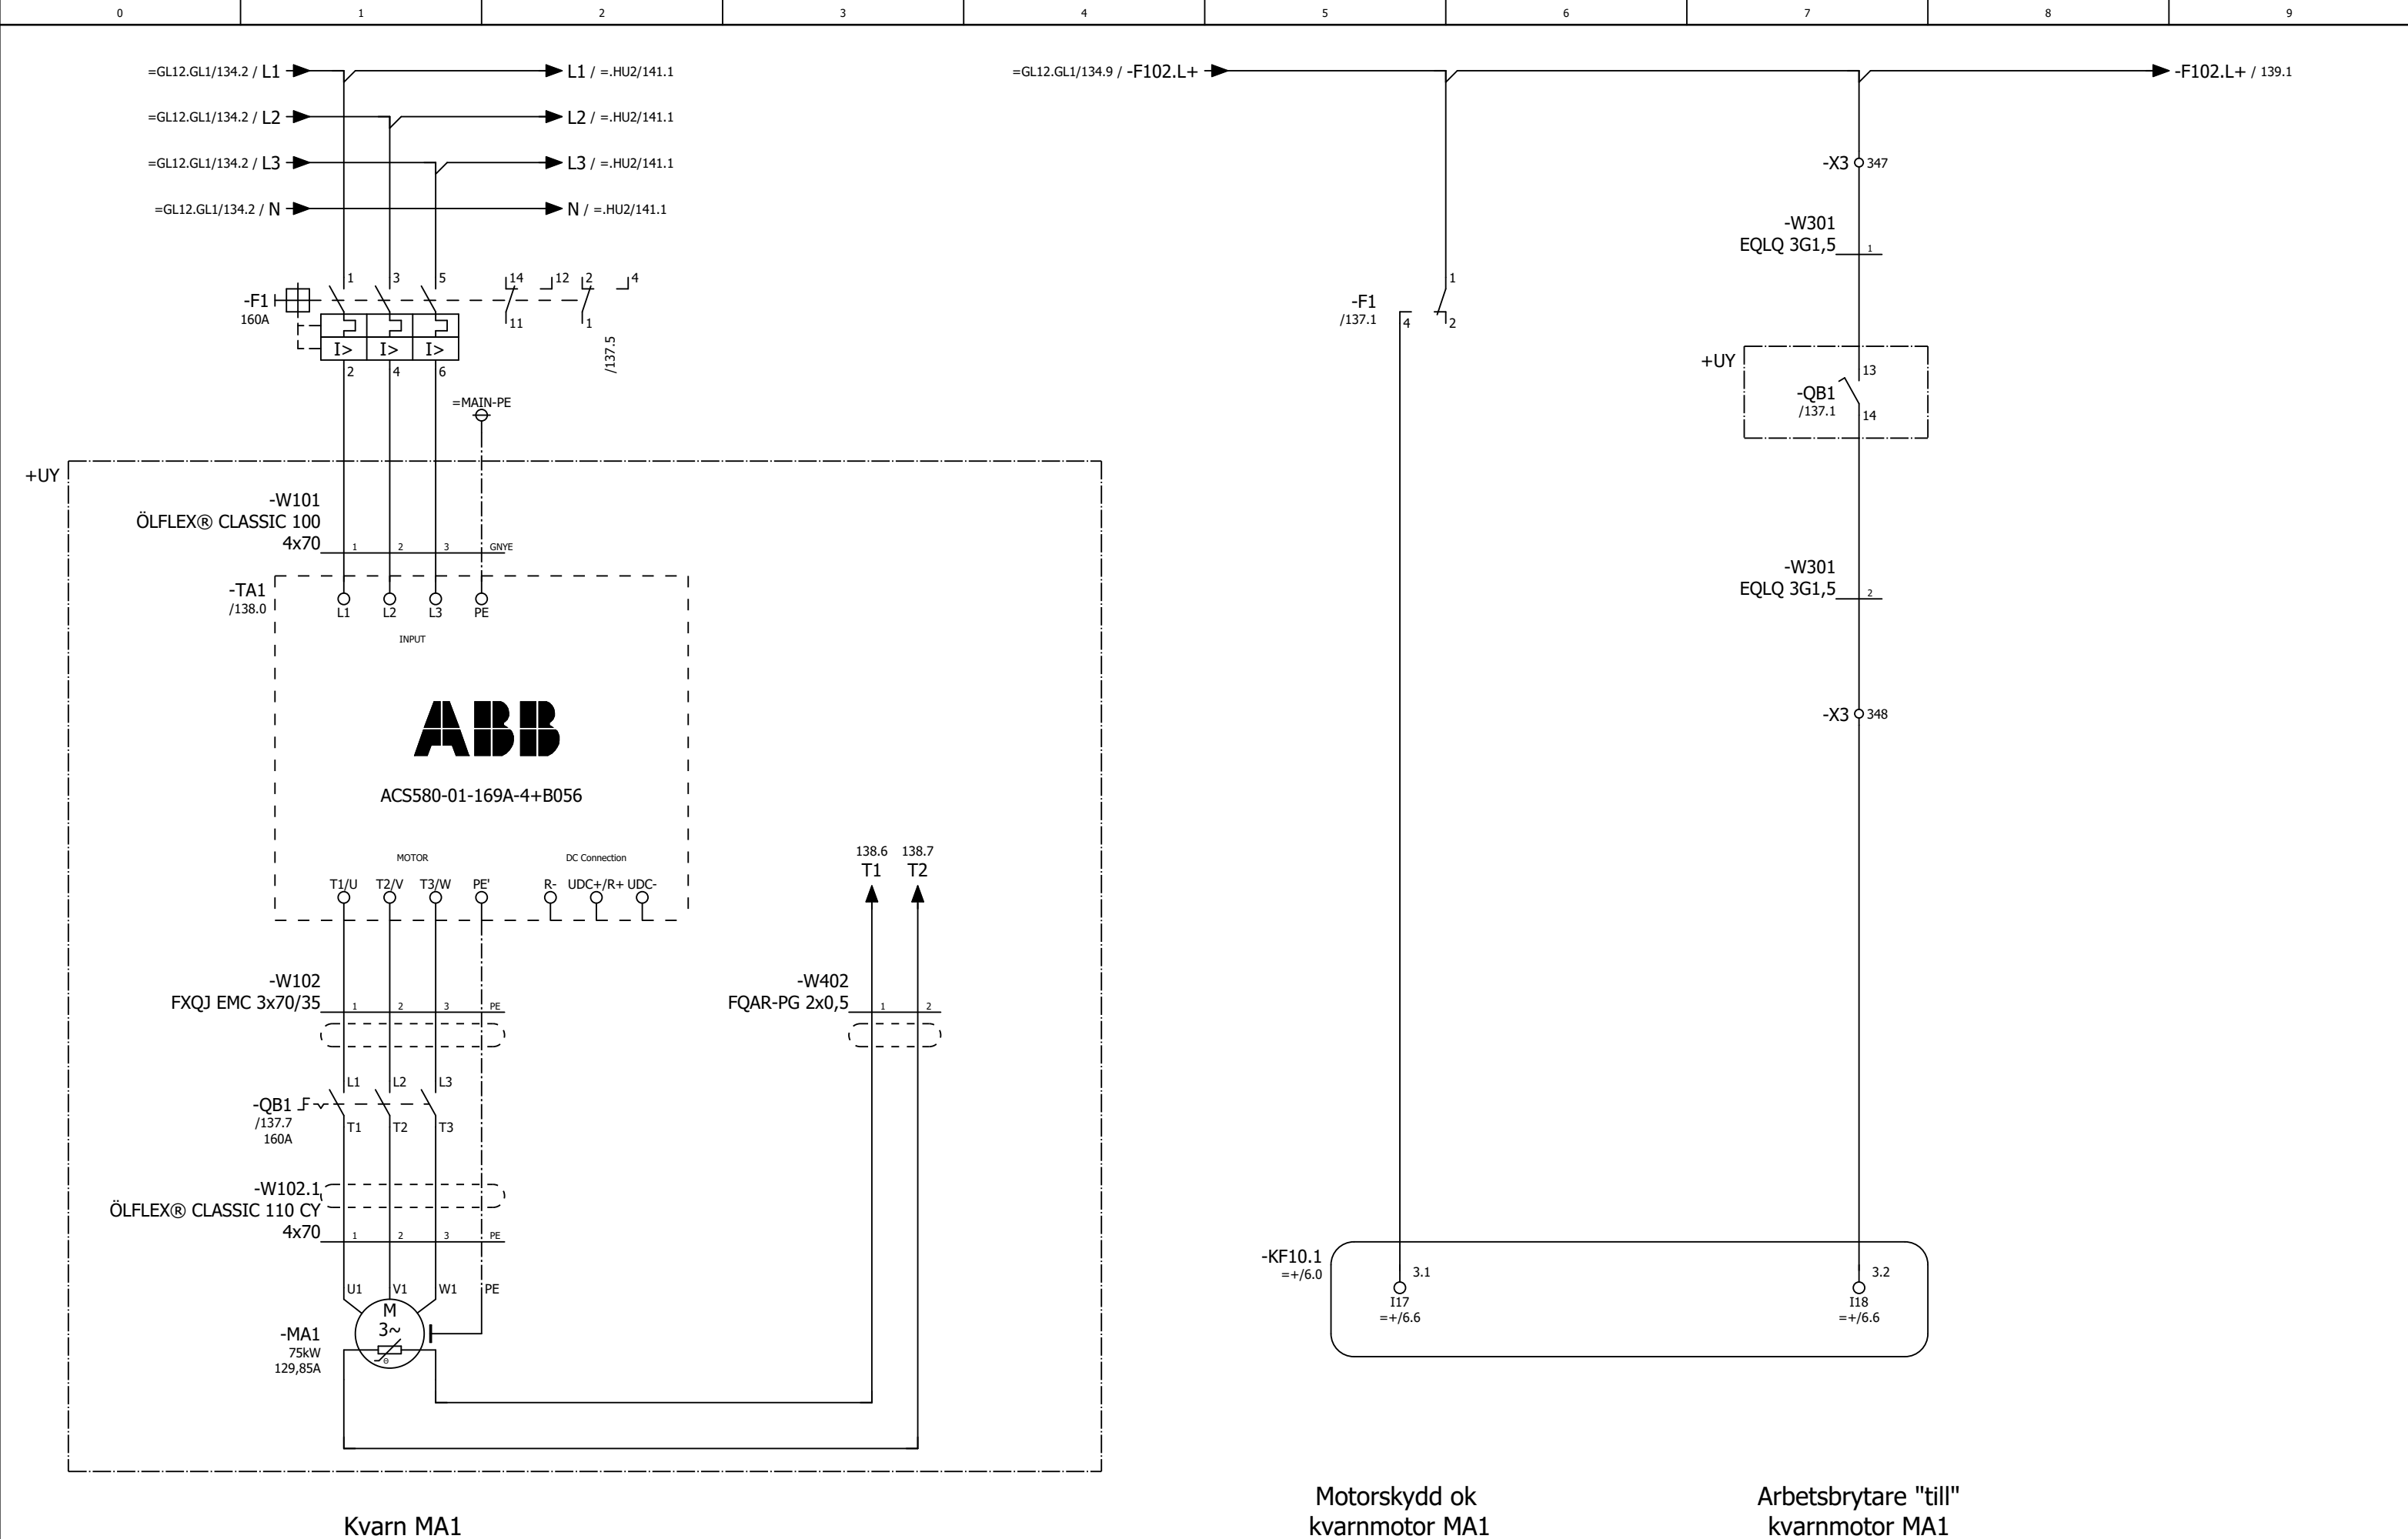 0 1 2 3 4 5 6 7 8 9
=GL12.GL1/134.2 / L1
L1 / =.HU2/141.1
=GL12.GL1/134.9 / -F102.L+
-F102.L+ / 139.1
=GL12.GL1/134.2 / L2
L2 / =.HU2/141.1
=GL12.GL1/134.2 / L3
L3 / =.HU2/141.1
-X3 347
=GL12.GL1/134.2 / N
N / =.HU2/141.1
-W301
EQLQ 3G1,5 1
1 3 5 14 12 2 4
-F1
160A
11 1
I> I> I>
2 4 6
/137.5
1
-F1
/137.1
4 2
+UY
13
-QB1
/137.1
14
=MAIN-PE
+UY
-W101
ÖLFLEX® CLASSIC 100
4x70
1 2 3 GNYE
-W301
EQLQ 3G1,5 2
-TA1
/138.0
L1 L2 L3 PE
INPUT
-X3 348
ABB
ACS580-01-169A-4+B056
MOTOR
DC Connection
T1/U T2/V T3/W PE' R- UDC+/R+ UDC-
138.6 138.7
T1 T2
-W102
FXQJ EMC 3x70/35
1 2 3 PE
-W402
FQAR-PG 2x0,5
1 2
L1 L2 L3
-QB1
/137.7
160A
T1 T2 T3
-W102.1
ÖLFLEX® CLASSIC 110 CY
4x70
1 2 3 PE
U1 V1 W1 PE
M
3~
-MA1
75kW
129,85A
θ
-KF10.1
=+/6.0
3.1
I17
=+/6.6
3.2
I18
=+/6.6
Kvarn MA1
Motorskydd ok
kvarnmotor MA1
Arbetsbrytare "till"
kvarnmotor MA1